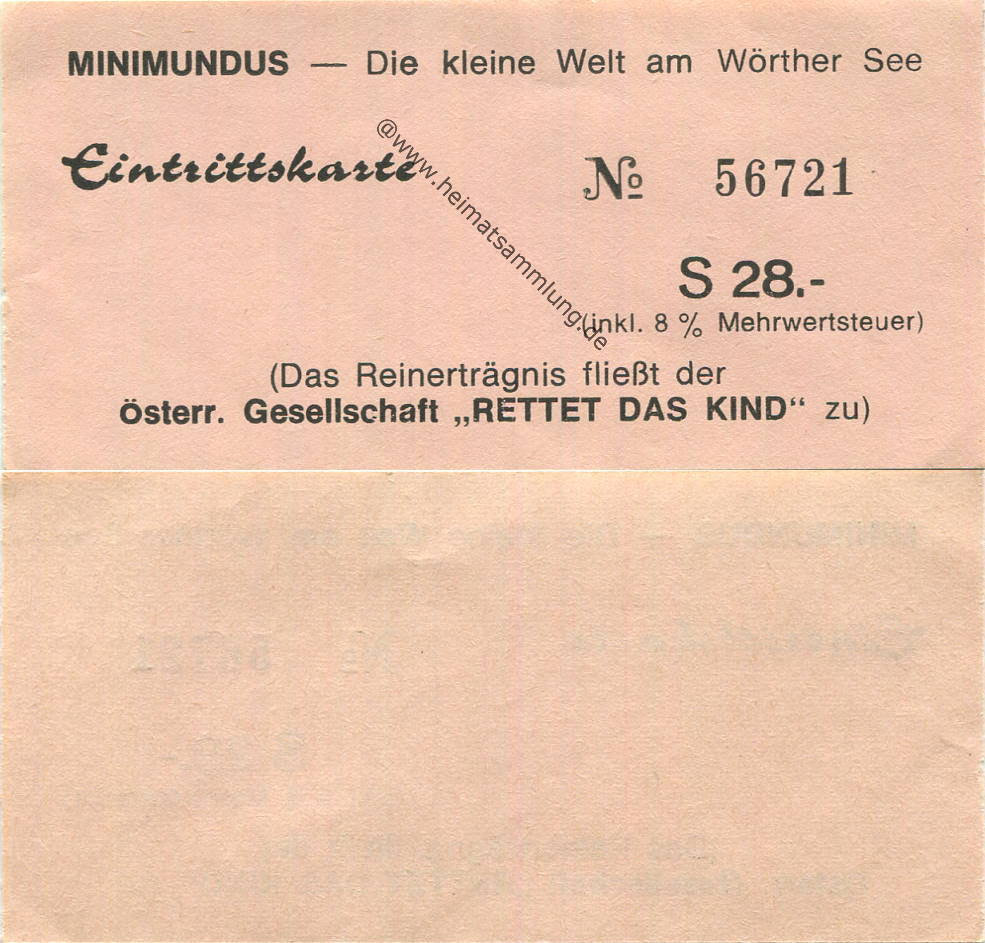 MINIMUNDUS — Die kleine Welt am Wörther See
Eintrittskarte
№ 56721
S 28.-
(inkl. 8 % Mehrwertsteuer)
(Das Reinerträgnis fließt der
österr. Gesellschaft „RETTET DAS KIND“ zu)
@www.heimatsammlung.de